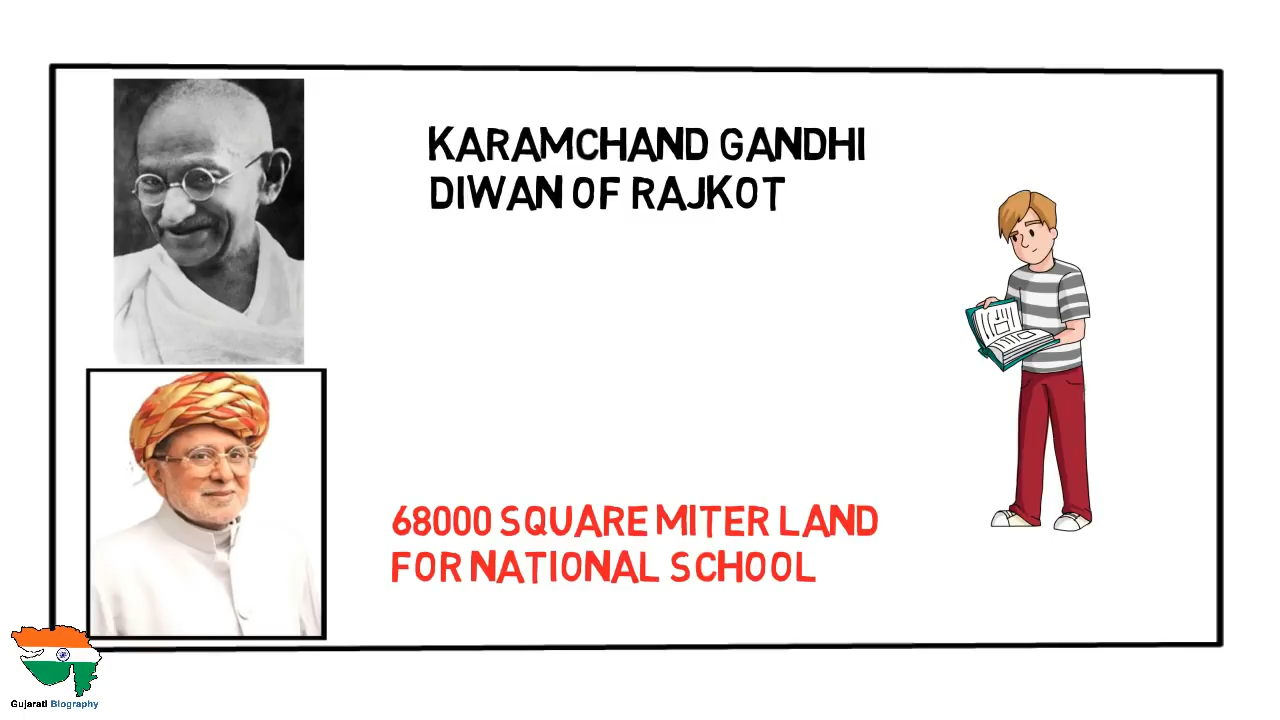 KARAMCHAND GANDHI
DIWAN OF RAJKOT
68000 SQUARE MITER LAND
FOR NATIONAL SCHOOL
Gujarati Biography